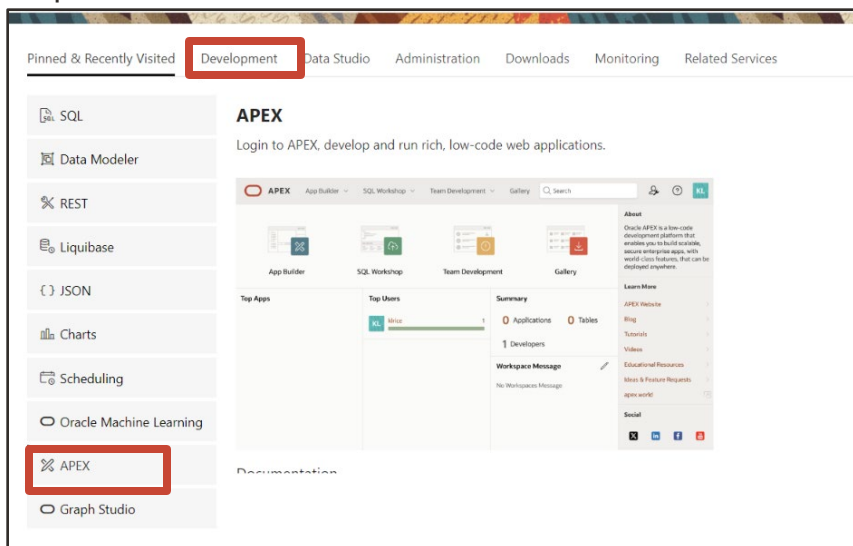 Pinned & Recently Visited Development Data Studio Administration Downloads Monitoring Related Services
SQL
Data Modeler
REST
Liquibase
{ } JSON
Charts
Scheduling
Oracle Machine Learning
APEX
Graph Studio
APEX
Login to APEX, develop and run rich, low-code web applications.
APEX App Builder SQL Workshop Team Development Gallery Search KL
App Builder SQL Workshop Team Development Gallery
Top Apps
Top Users
KL 1
Summary
0 Applications 0 Tables
1 Developers
Workspace Message
No Workspaces Message
About
Oracle APEX is a low-code
development platform that
enables you to build scalable,
secure enterprise apps, with
world-class features, that can be
deployed anywhere.
Learn More
APEX Website
Blog
Tutorials
Videos
Educational Resources
Ideas & Feature Requests
apex.world
Social
Documentation